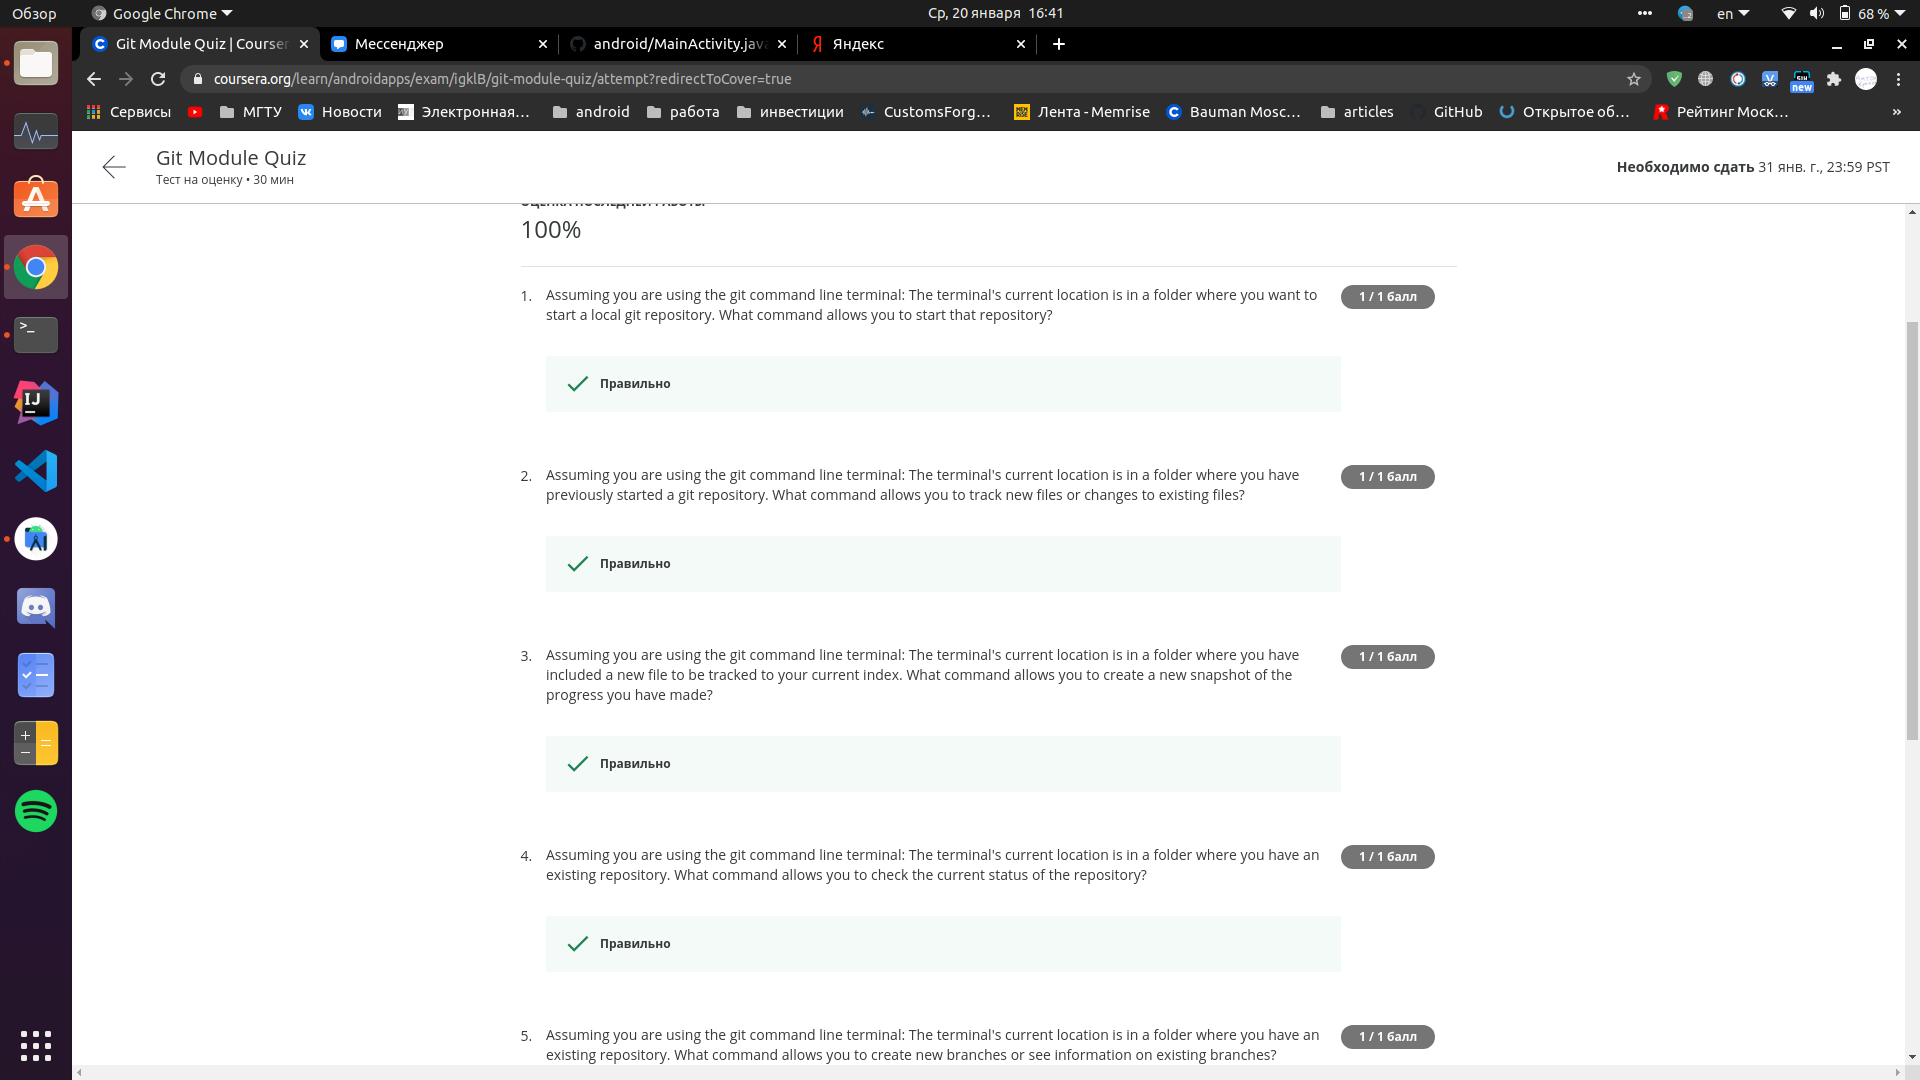 Обзор
Google Chrome
Ср, 20 января 16:41
en
68 %
Git Module Quiz | Courser
Мессенджер
android/MainActivity.java
Яндекс
coursera.org/learn/androidapps/exam/igklB/git-module-quiz/attempt?redirectToCover=true
new
Сервисы
МГТУ
Новости
Электронная...
android
работа
инвестиции
CustomsForg...
Лента - Memrise
Bauman Mosc...
articles
GitHub
Открытое об...
Рейтинг Моск...
»
Git Module Quiz
Тест на оценку • 30 мин
Необходимо сдать 31 янв. г., 23:59 PST
100%
1. Assuming you are using the git command line terminal: The terminal's current location is in a folder where you want to
start a local git repository. What command allows you to start that repository?
1 / 1 балл
Правильно
2. Assuming you are using the git command line terminal: The terminal's current location is in a folder where you have
previously started a git repository. What command allows you to track new files or changes to existing files?
1 / 1 балл
Правильно
3. Assuming you are using the git command line terminal: The terminal's current location is in a folder where you have
included a new file to be tracked to your current index. What command allows you to create a new snapshot of the
progress you have made?
1 / 1 балл
Правильно
4. Assuming you are using the git command line terminal: The terminal's current location is in a folder where you have an
existing repository. What command allows you to check the current status of the repository?
1 / 1 балл
Правильно
5. Assuming you are using the git command line terminal: The terminal's current location is in a folder where you have an
existing repository. What command allows you to create new branches or see information on existing branches?
1 / 1 балл